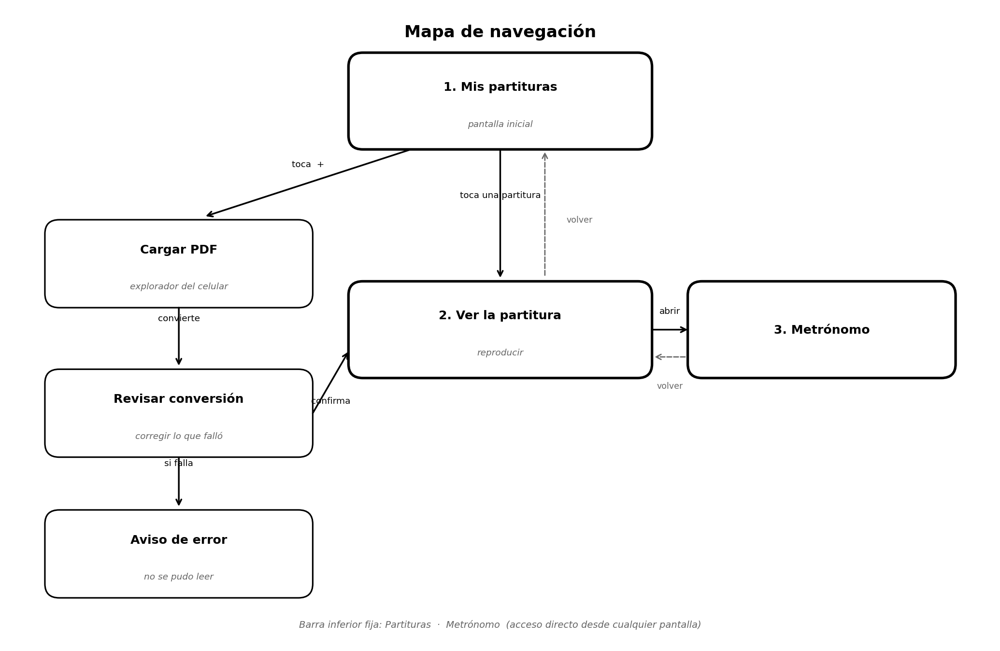 Mapa de navegación
1. Mis partituras
pantalla inicial
toca  +
toca una partitura
volver
Cargar PDF
explorador del celular
convierte
2. Ver la partitura
reproducir
abrir
3. Metrónomo
volver
Revisar conversión
corregir lo que falló
confirma
si falla
Aviso de error
no se pudo leer
Barra inferior fija: Partituras  ·  Metrónomo  (acceso directo desde cualquier pantalla)